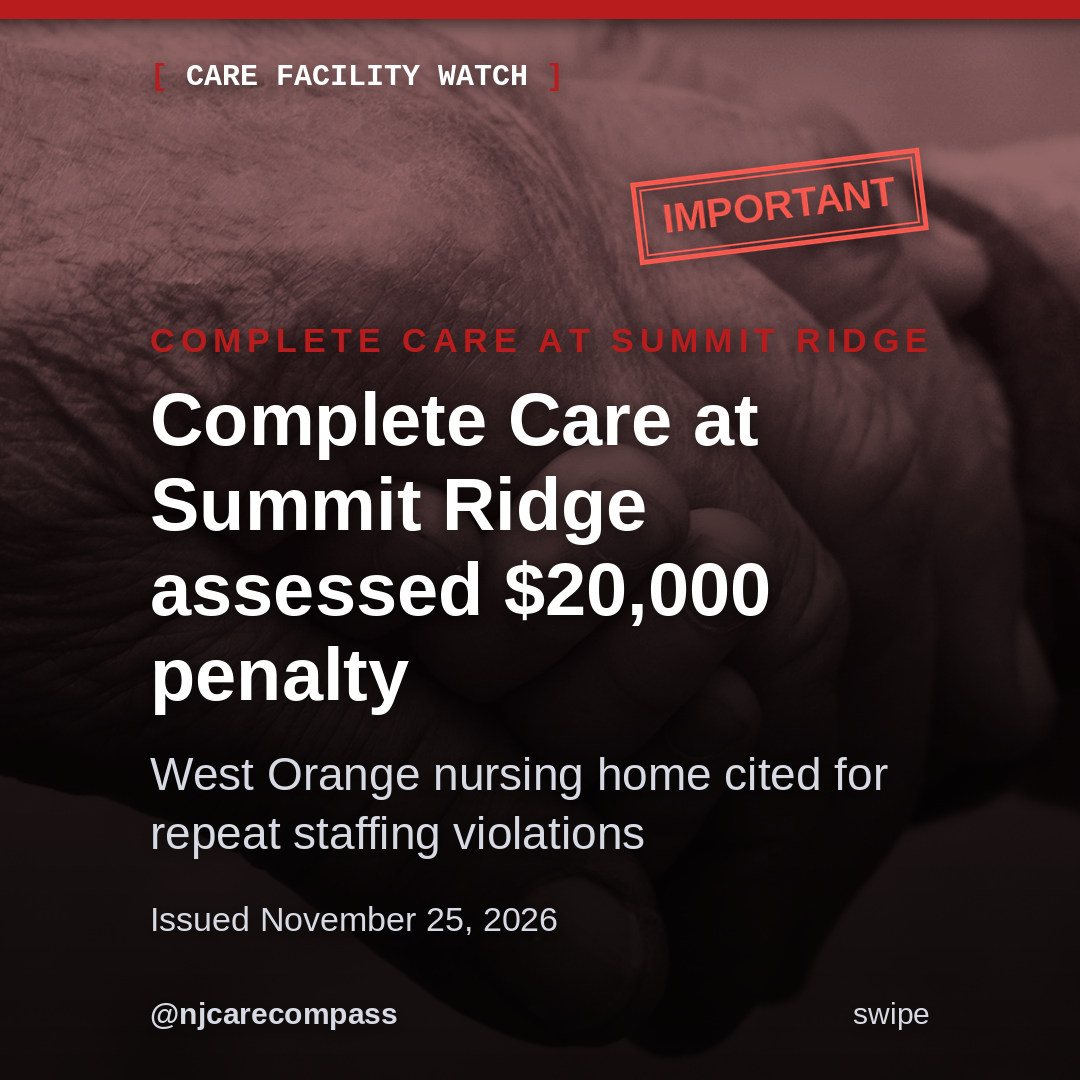 [ CARE FACILITY WATCH ]
IMPORTANT
COMPLETE CARE AT SUMMIT RIDGE
Complete Care at
Summit Ridge
assessed $20,000
penalty
West Orange nursing home cited for
repeat staffing violations
Issued November 25, 2026
@njcarecompass
swipe